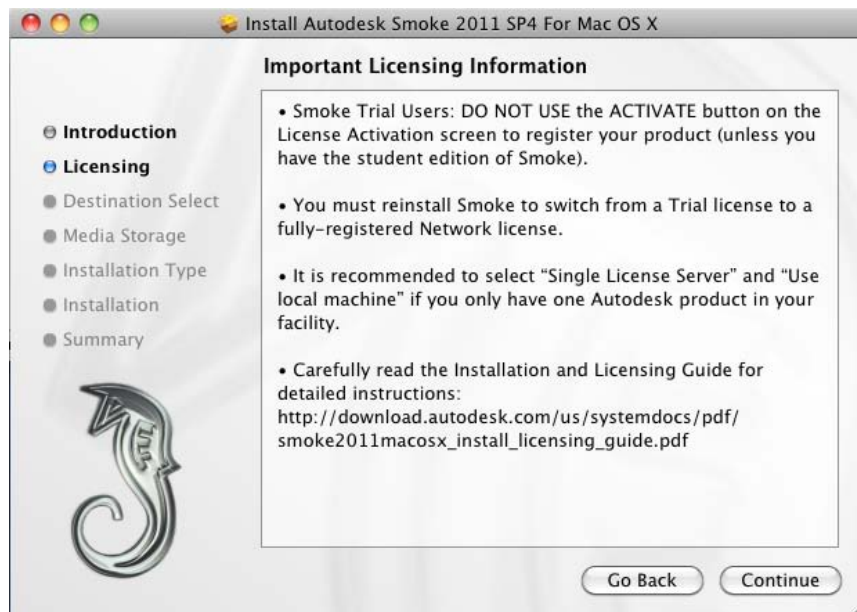 Install Autodesk Smoke 2011 SP4 For Mac OS X
Important Licensing Information
Introduction
Licensing
Destination Select
Media Storage
Installation Type
Installation
Summary
• Smoke Trial Users: DO NOT USE the ACTIVATE button on the
License Activation screen to register your product (unless you
have the student edition of Smoke).
• You must reinstall Smoke to switch from a Trial license to a
fully-registered Network license.
• It is recommended to select “Single License Server” and “Use
local machine” if you only have one Autodesk product in your
facility.
• Carefully read the Installation and Licensing Guide for
detailed instructions:
http://download.autodesk.com/us/systemdocs/pdf/
smoke2011macosx_install_licensing_guide.pdf
Go Back
Continue